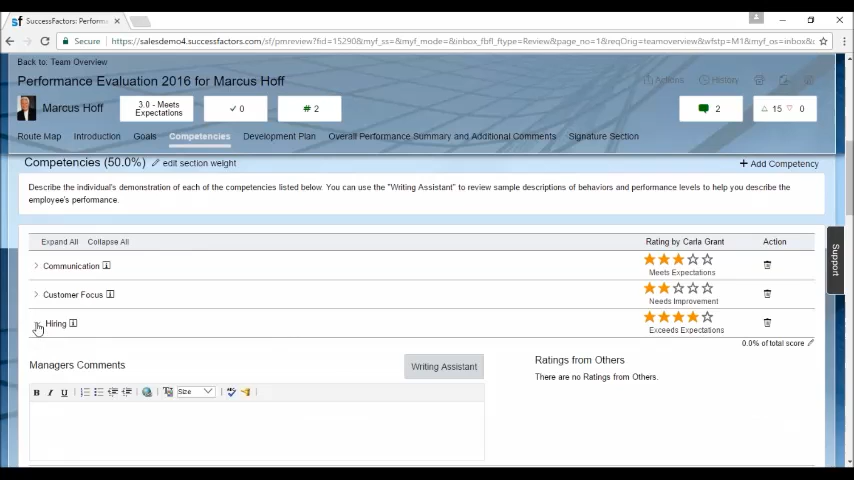 SuccessFactors: Perform
Secure https://salesdemo4.successfactors.com/sf/pmreview?fid=15290&myf_ss=&myf_mode=&inbox_fbfl_ftype=Review&page_no=1&reqOrig=teamoverview&wfstp=M1&myf_os=inbox&
Back to: Team Overview
Performance Evaluation 2016 for Marcus Hoff
Actions History
Marcus Hoff
3.0 - Meets Expectations
0
# 2
2
15 0
Route Map Introduction Goals Competencies Development Plan Overall Performance Summary and Additional Comments Signature Section
Competencies (50.0%) edit section weight
+ Add Competency
Describe the individual's demonstration of each of the competencies listed below. You can use the "Writing Assistant" to review sample descriptions of behaviors and performance levels to help you describe the
employee's performance.
Support
Expand All Collapse All Rating by Carla Grant Action
Communication
Meets Expectations
Customer Focus
Needs Improvement
Hiring
Exceeds Expectations
0.0% of total score
Managers Comments
Writing Assistant
Ratings from Others
There are no Ratings from Others.
B I U Size